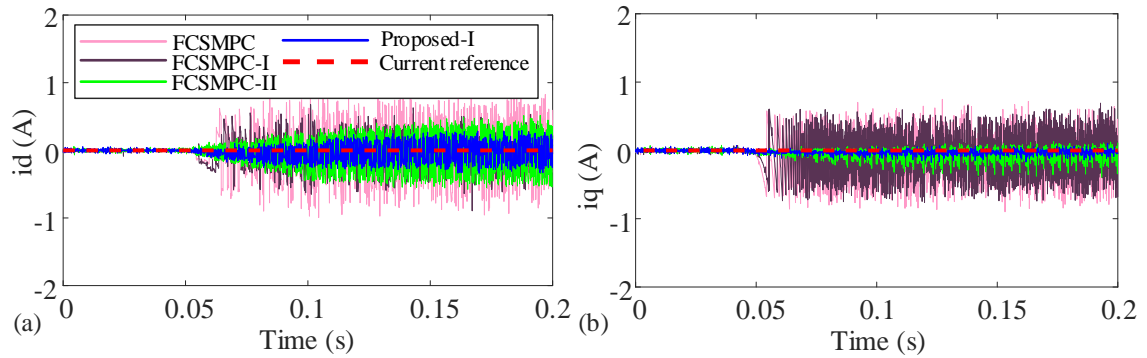 2
1
0
-1
-2
id (A)
FCSMPC
FCSMPC-I
FCSMPC-II
Proposed-I
Current reference
0 0.05 0.1 0.15 0.2
Time (s)
(a)
2
1
0
-1
-2
iq (A)
0 0.05 0.1 0.15 0.2
Time (s)
(b)